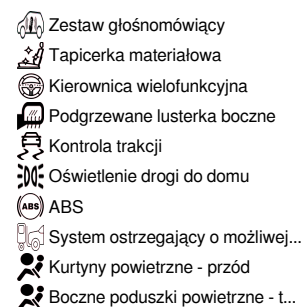 Zestaw głośnomówiący
Tapicerka materiałowa
Kierownica wielofunkcyjna
Podgrzewane lusterka boczne
Kontrola trakcji
Oświetlenie drogi do domu
ABS ABS
System ostrzegający o możliwej...
Kurtyny powietrzne - przód
Boczne poduszki powietrzne - t...